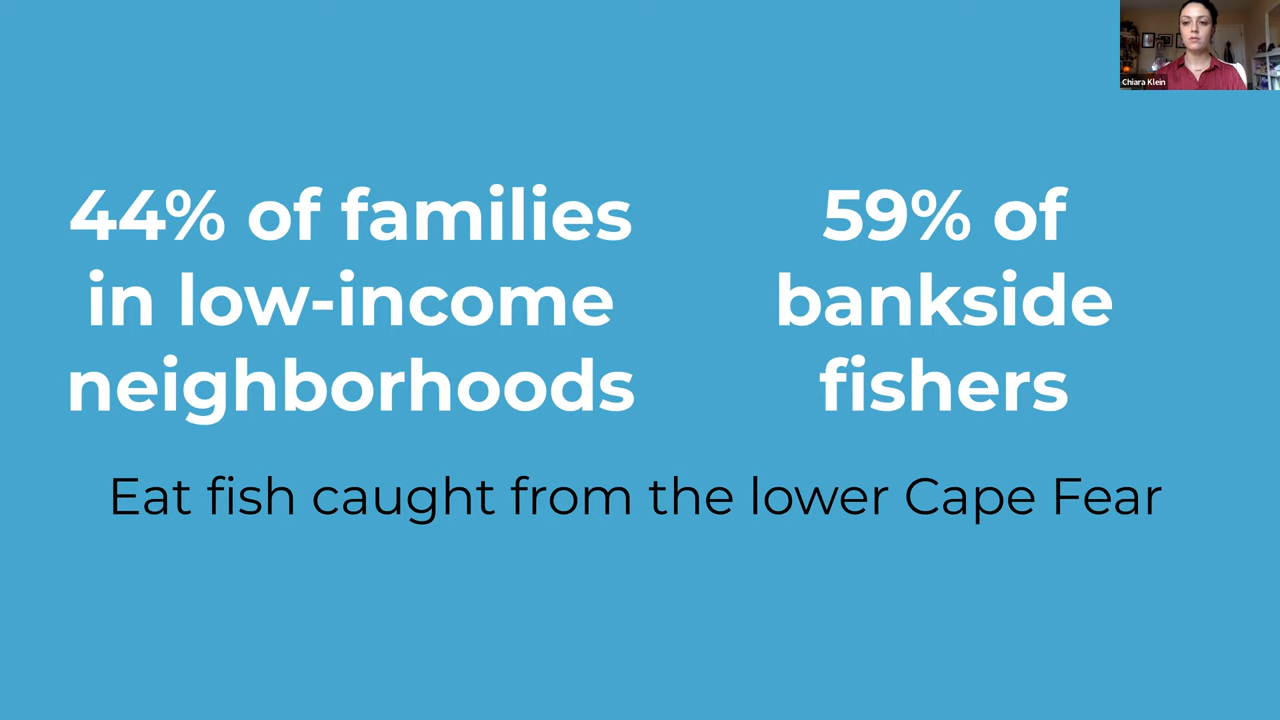 Chiara Klein
44% of families
in low-income
neighborhoods
59% of
bankside
fishers
Eat fish caught from the lower Cape Fear